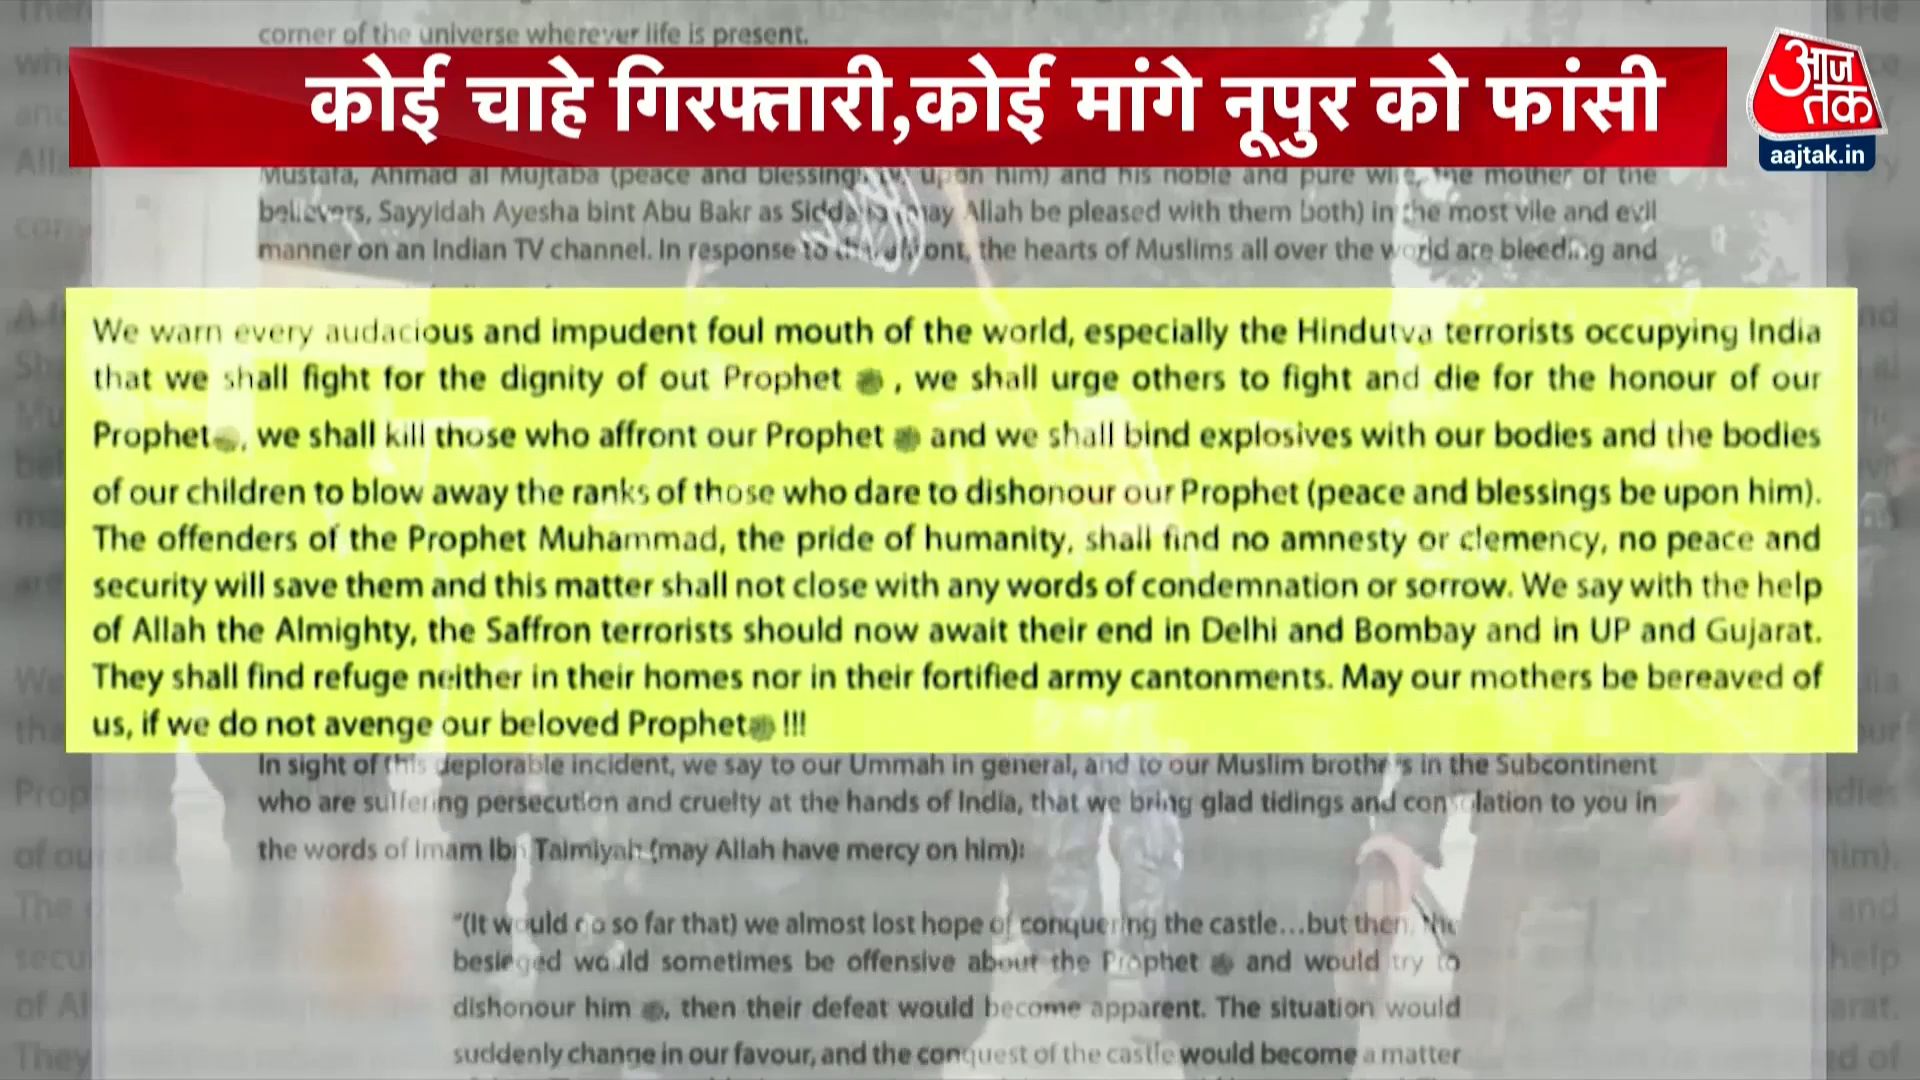 corner of the universe wherever life is present.
कोई चाहे गिरफ्तारी,कोई मांगे नूपुर को फांसी
आज तक
aajtak.in
Mustafa, Ahmad al Mujtaba (peace and blessings upon him) and his noble and pure wife, the mother of the
believers, Sayyidah Ayesha bint Abu Bakr as (may Allah be pleased with them both) in the most vile and evil
manner on an Indian TV channel. In response to the affront, the hearts of Muslims all over the world are bleeding and
We warn every audacious and impudent foul mouth of the world, especially the Hindutva terrorists occupying India
that we shall fight for the dignity of out Prophet , we shall urge others to fight and die for the honour of our
Prophet , we shall kill those who affront our Prophet and we shall bind explosives with our bodies and the bodies
of our children to blow away the ranks of those who dare to dishonour our Prophet (peace and blessings be upon him).
The offenders of the Prophet Muhammad, the pride of humanity, shall find no amnesty or clemency, no peace and
security will save them and this matter shall not close with any words of condemnation or sorrow. We say with the help
of Allah the Almighty, the Saffron terrorists should now await their end in Delhi and Bombay and in UP and Gujarat.
They shall find refuge neither in their homes nor in their fortified army cantonments. May our mothers be bereaved of
us, if we do not avenge our beloved Prophet !!!
In sight of this deplorable incident, we say to our Ummah in general, and to our Muslim brothers in the Subcontinent
who are suffering persecution and cruelty at the hands of India, that we bring glad tidings and consolation to you in
the words of Imam Ibn Taimiyah (may Allah have mercy on him):
"(It would go so far that) we almost lost hope of conquering the castle...but then, the
besieged would sometimes be offensive about the Prophet and would try to
dishonour him , then their defeat would become apparent. The situation would
suddenly change in our favour, and the conquest of the castle would become a matter